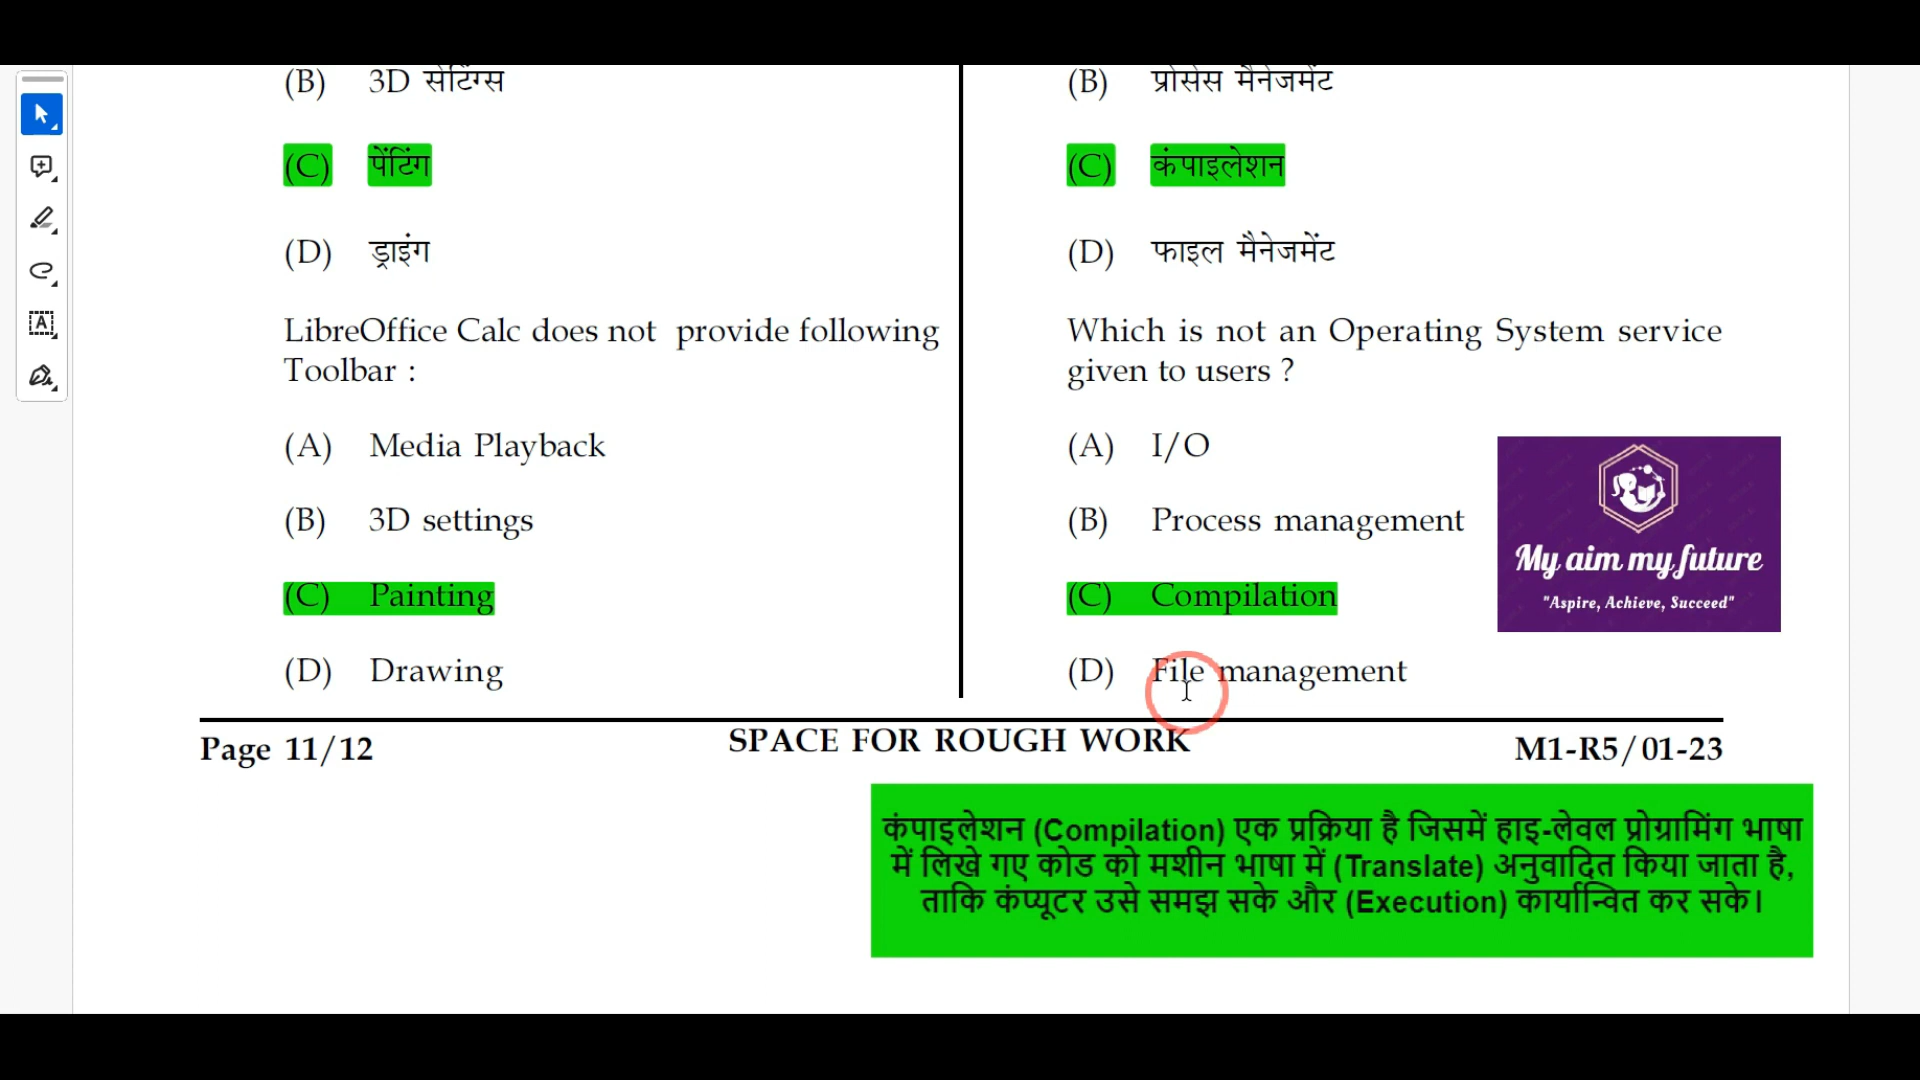 (B) 3D सेटिंग्स
(C) पेंटिंग
(D) ड्राइंग
LibreOffice Calc does not provide following
Toolbar :
(A) Media Playback
(B) 3D settings
(C) Painting
(D) Drawing
(B) प्रोसेस मैनेजमेंट
(C) कंपाइलेशन
(D) फाइल मैनेजमेंट
Which is not an Operating System service
given to users ?
(A) I/O
(B) Process management
(C) Compilation
(D) File management
My aim my future
"Aspire, Achieve, Succeed"
Page 11/12
SPACE FOR ROUGH WORK
M1-R5/01-23
कंपाइलेशन (Compilation) एक प्रक्रिया है जिसमें हाइ-लेवल प्रोग्रामिंग भाषा
में लिखे गए कोड को मशीन भाषा में (Translate) अनुवादित किया जाता है,
ताकि कंप्यूटर उसे समझ सके और (Execution) कार्यान्वित कर सके।